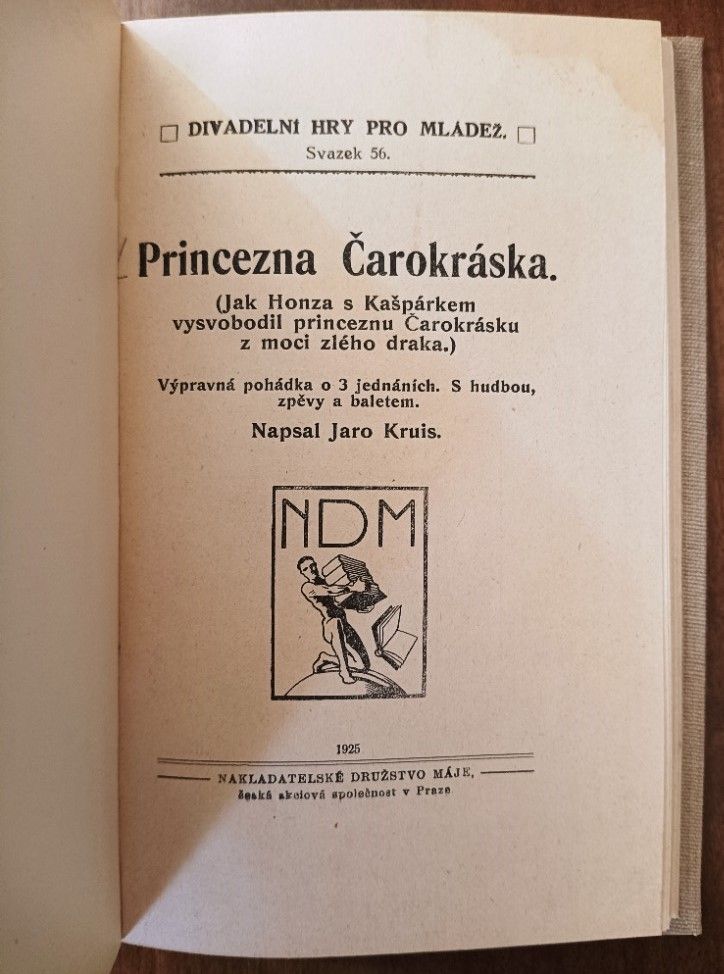 DIVADELNÍ HRY PRO MLÁDEŽ.
Svazek 56.
Princezna Čarokráska.
(Jak Honza s Kašpárkem
vysvobodil princeznu Čarokrásku
z moci zlého draka.)
Výpravná pohádka o 3 jednáních. S hudbou,
zpěvy a baletem.
Napsal Jaro Kruis.
NDM
1925
NAKLADATELSKÉ DRUŽSTVO MÁJE,
česká akciová společnost v Praze